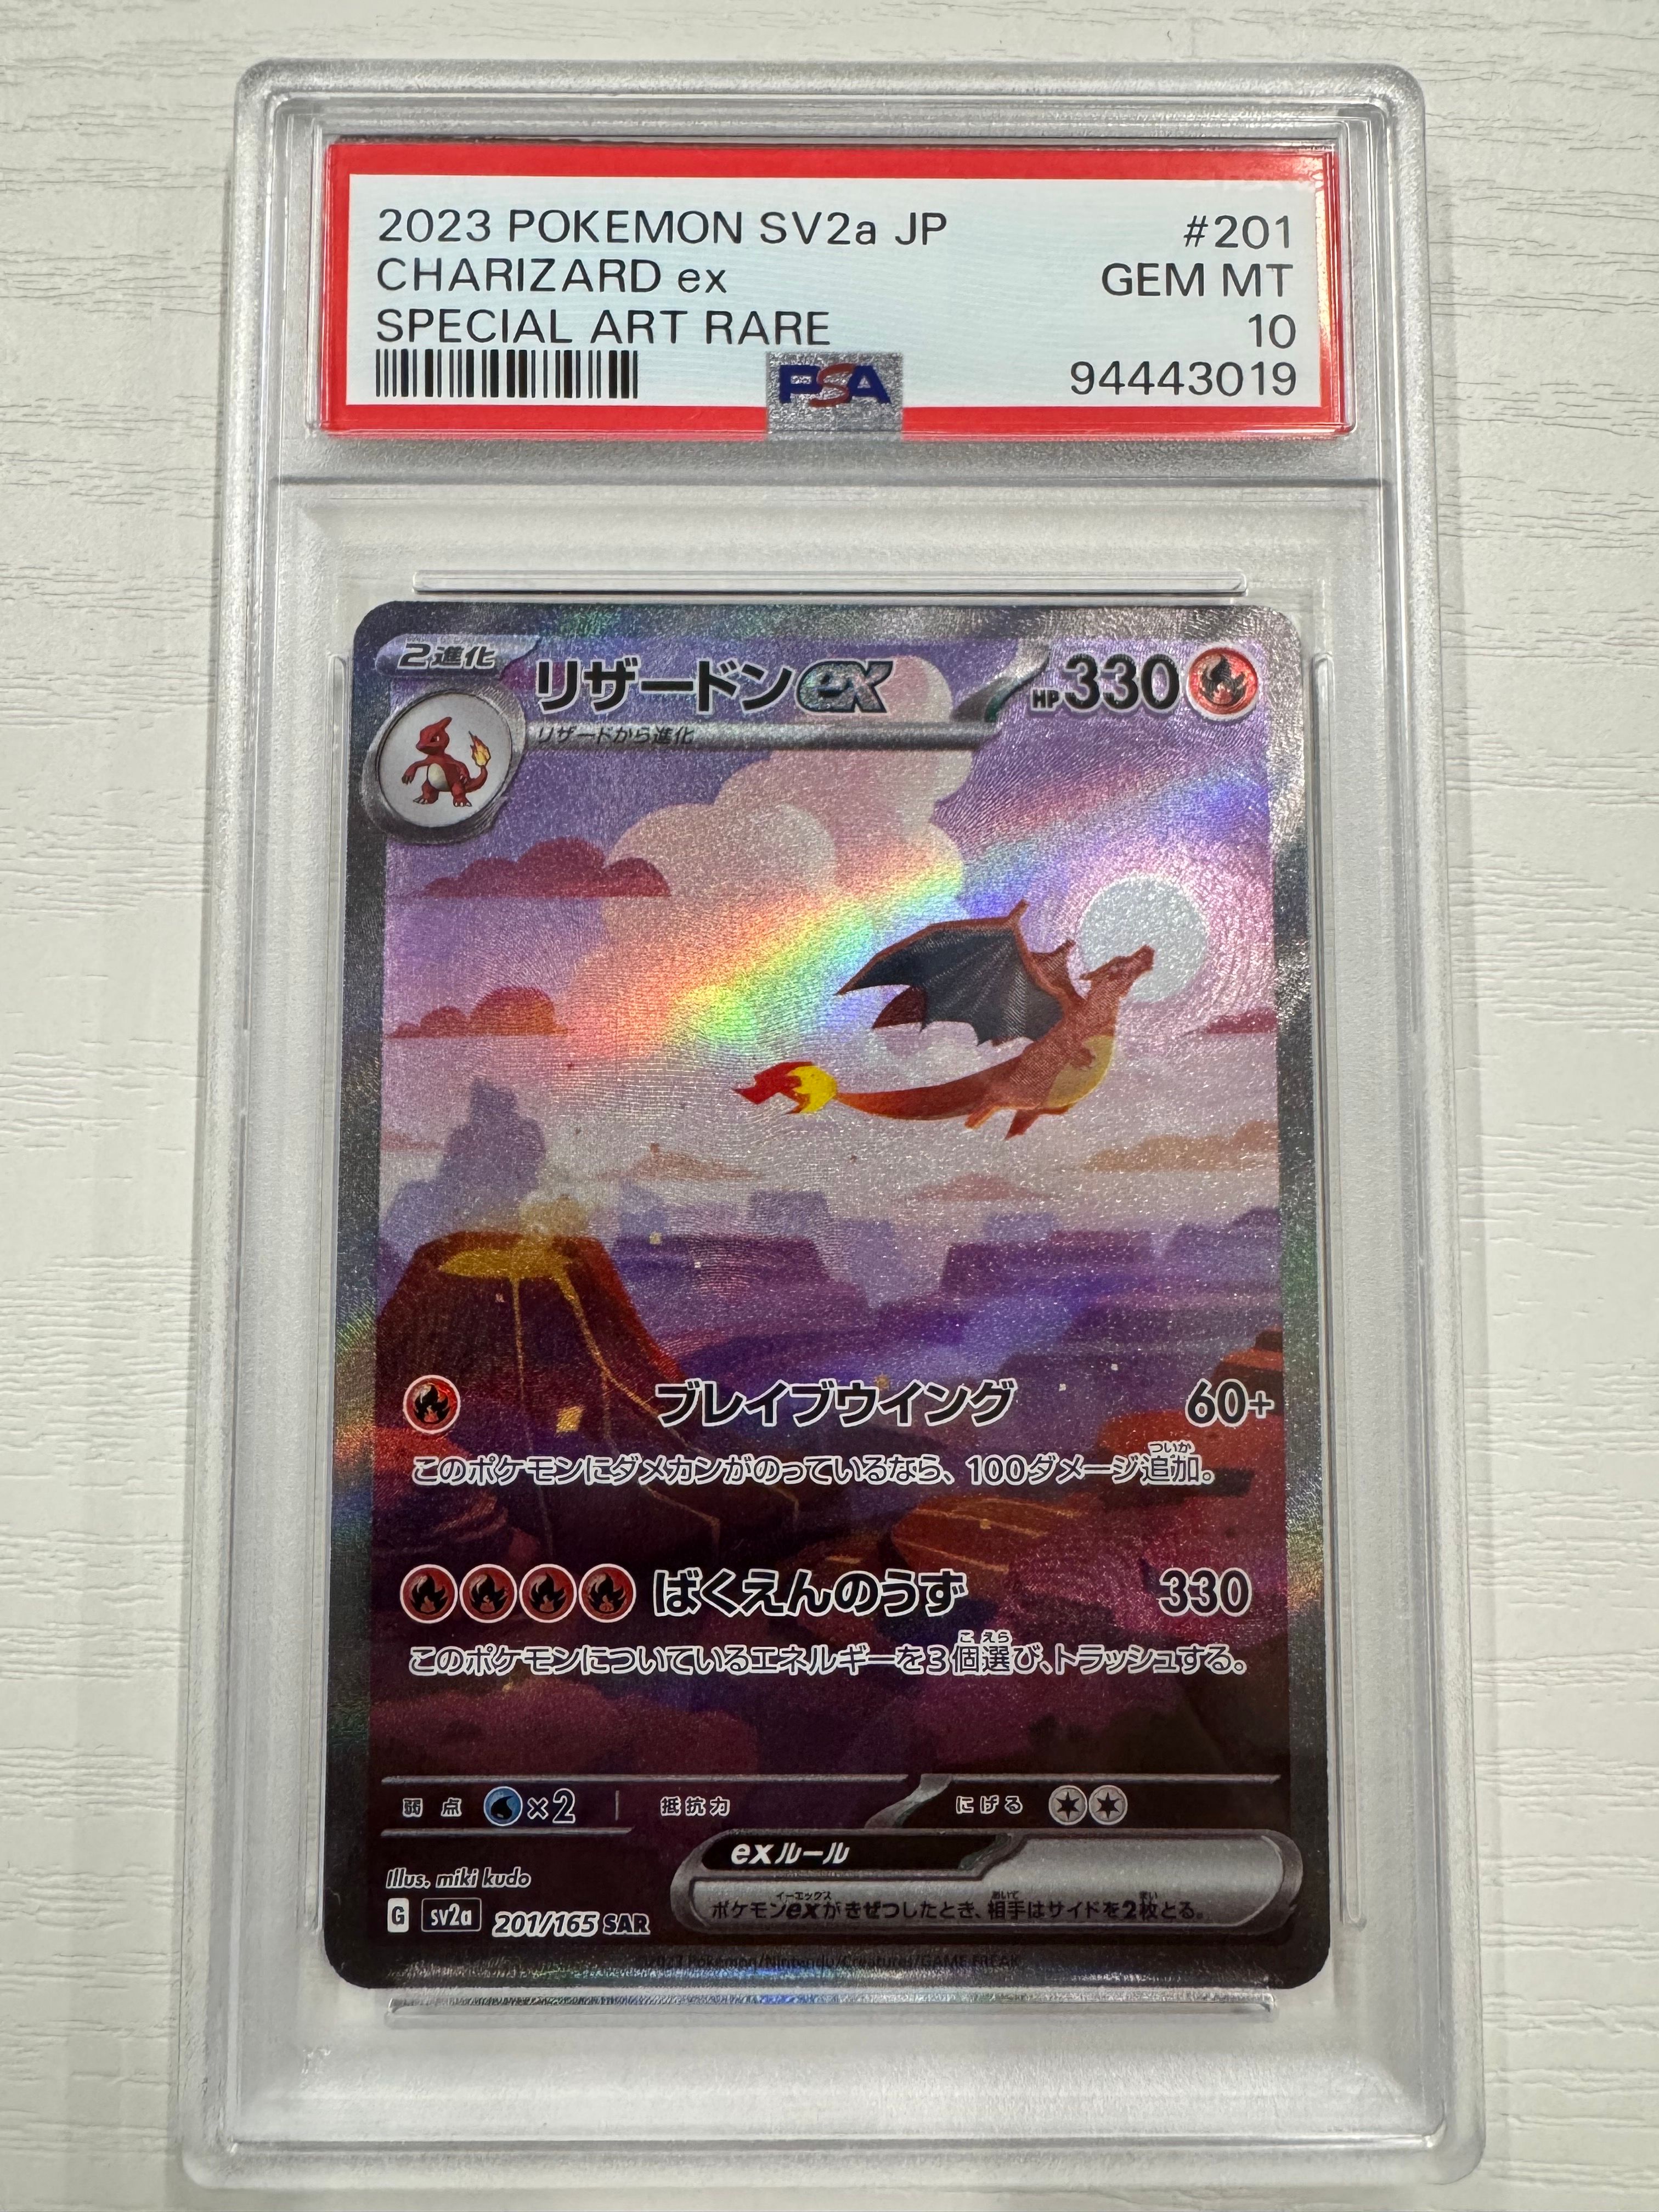 2023 POKEMON SV2a JP #201
CHARIZARD ex GEM MT
SPECIAL ART RARE 10
PSA 94443019
2進化 リザードンex HP330
リザードから進化
ブレイブウイング 60+
このポケモンにダメカンがのっているなら、100ダメージ追加。
ついか
ばくえんのうず 330
このポケモンについているエネルギーを3個選び、トラッシュする。
こ えら
弱点 ×2 抵抗力 にげる
exルール
ポケモンexがきぜつしたとき、相手はサイドを2枚とる。
イーエックス あいて まい
Illus. miki kudo
G sv2a 201/165 SAR
©2023 Pokémon/Nintendo/Creatures/GAME FREAK